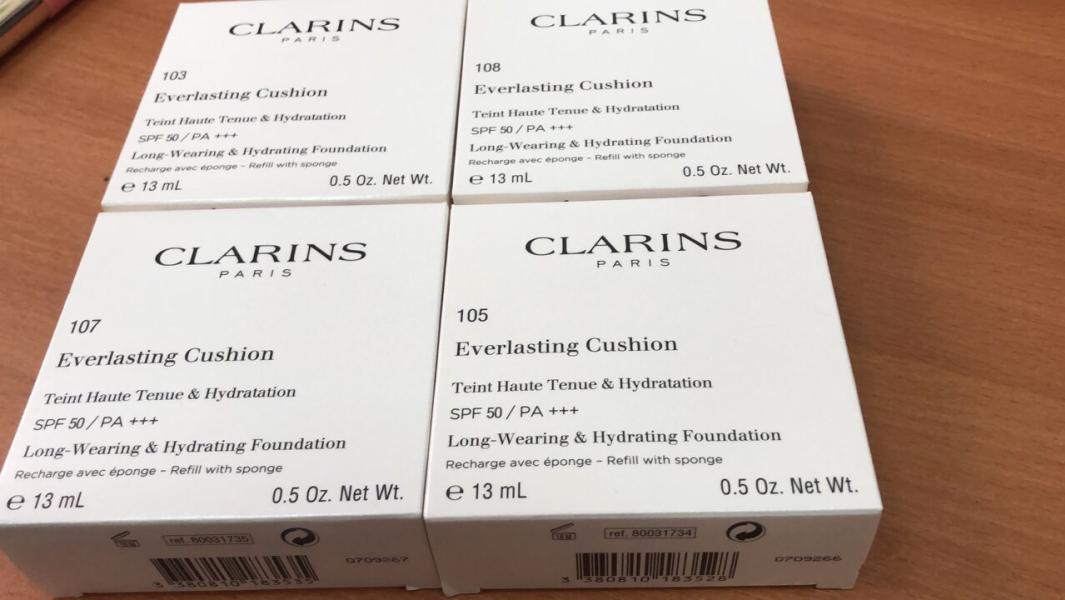 CLARINS
PARIS
103
Everlasting Cushion
Teint Haute Tenue & Hydratation
SPF 50 / PA +++
Long-Wearing & Hydrating Foundation
Recharge avec éponge – Refill with sponge
℮ 13 mL 0.5 Oz. Net Wt.
CLARINS
PARIS
108
Everlasting Cushion
Teint Haute Tenue & Hydratation
SPF 50 / PA +++
Long-Wearing & Hydrating Foundation
Recharge avec éponge – Refill with sponge
℮ 13 mL 0.5 Oz. Net Wt.
CLARINS
PARIS
107
Everlasting Cushion
Teint Haute Tenue & Hydratation
SPF 50 / PA +++
Long-Wearing & Hydrating Foundation
Recharge avec éponge – Refill with sponge
℮ 13 mL 0.5 Oz. Net Wt.
ref. 80031735
0709267
3 380810 183535
CLARINS
PARIS
105
Everlasting Cushion
Teint Haute Tenue & Hydratation
SPF 50 / PA +++
Long-Wearing & Hydrating Foundation
Recharge avec éponge – Refill with sponge
℮ 13 mL 0.5 Oz. Net Wt.
ref. 80031734
0709266
3 380810 183528